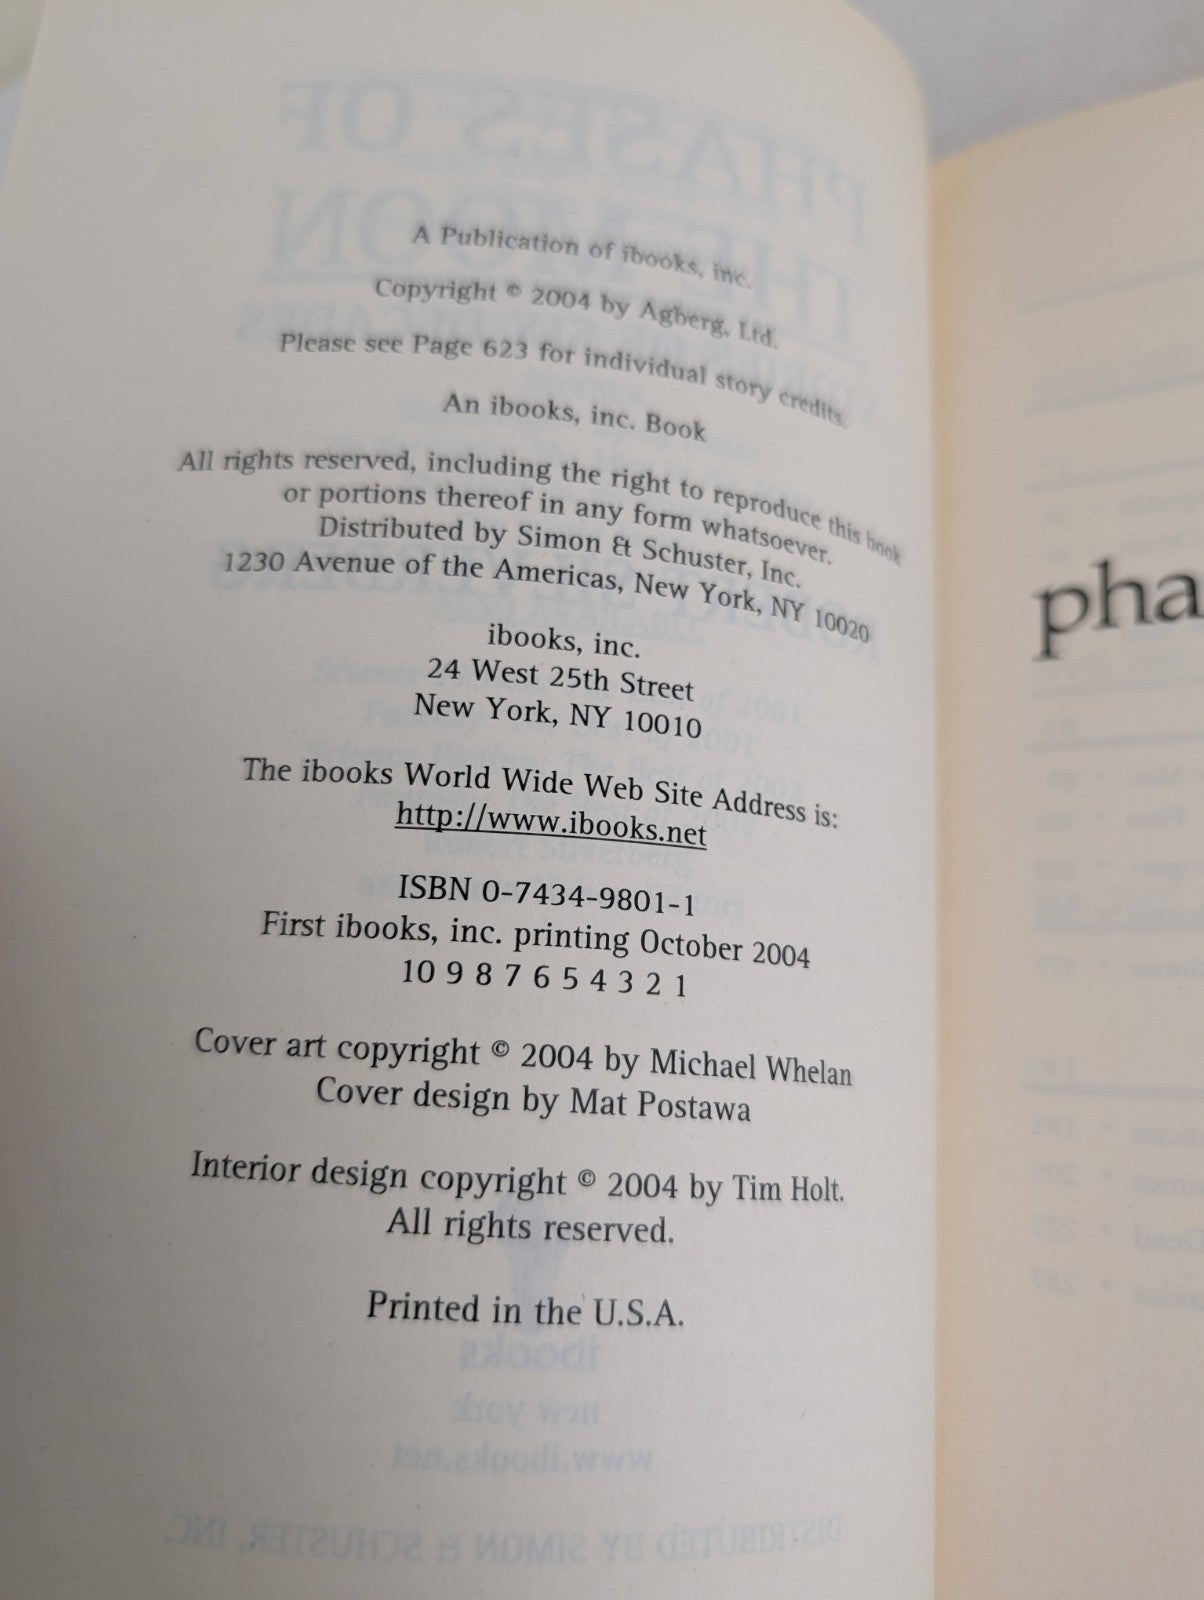 A Publication of ibooks, inc.
Copyright © 2004 by Agberg, Ltd.
Please see Page 623 for individual story credits.
An ibooks, inc. Book
All rights reserved, including the right to reproduce this book
or portions thereof in any form whatsoever.
Distributed by Simon & Schuster, Inc.
1230 Avenue of the Americas, New York, NY 10020
ibooks, inc.
24 West 25th Street
New York, NY 10010
The ibooks World Wide Web Site Address is:
http://www.ibooks.net
ISBN 0-7434-9801-1
First ibooks, inc. printing October 2004
10 9 8 7 6 5 4 3 2 1
Cover art copyright © 2004 by Michael Whelan
Cover design by Mat Postawa
Interior design copyright © 2004 by Tim Holt.
All rights reserved.
Printed in the U.S.A.
pha